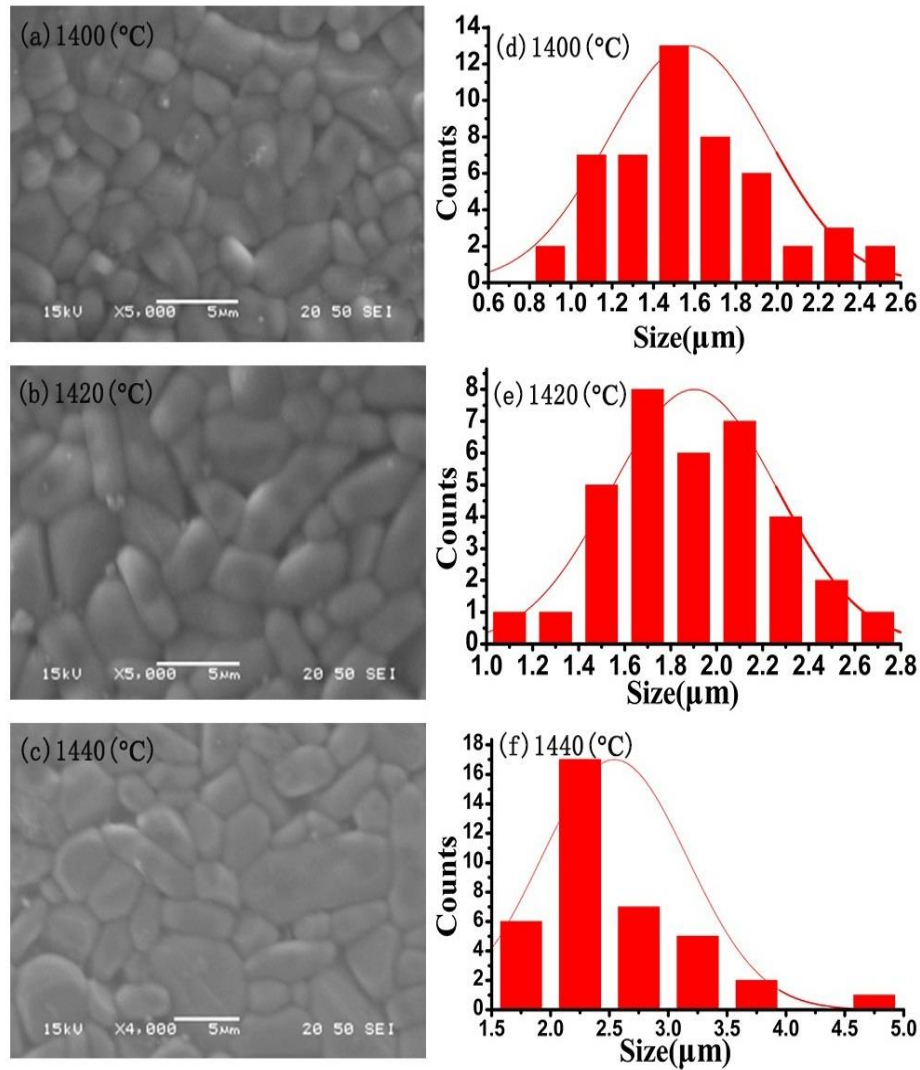 (a)1400(°C)
15kV X5,000 5μm 20 50 SEI
(d)1400(°C)
Counts
14
12
10
8
6
4
2
0
0.6 0.8 1.0 1.2 1.4 1.6 1.8 2.0 2.2 2.4 2.6
Size(μm)
(b)1420(°C)
15kV X5,000 5μm 20 50 SEI
(e)1420(°C)
Counts
8
7
6
5
4
3
2
1
0
1.0 1.2 1.4 1.6 1.8 2.0 2.2 2.4 2.6 2.8
Size(μm)
(c)1440(°C)
15kV X4,000 5μm 20 50 SEI
(f)1440(°C)
Counts
18
16
14
12
10
8
6
4
2
0
1.5 2.0 2.5 3.0 3.5 4.0 4.5 5.0
Size(μm)